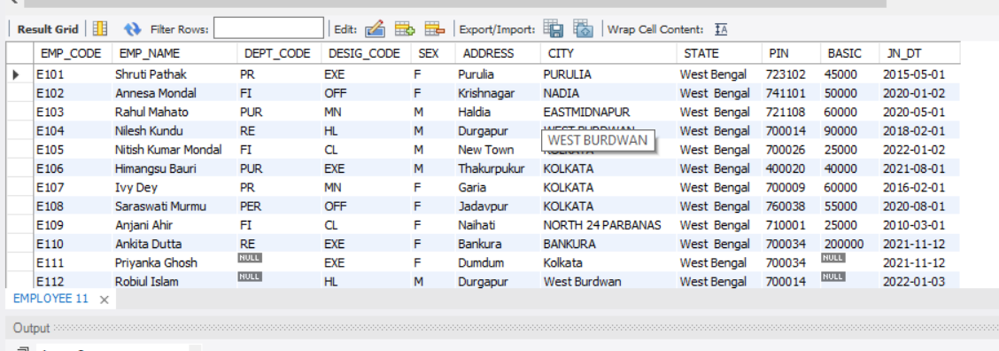 Result Grid Filter Rows: Edit: Export/Import: Wrap Cell Content: IA
EMP_CODE EMP_NAME DEPT_CODE DESIG_CODE SEX ADDRESS CITY STATE PIN BASIC JN_DT
E101 Shruti Pathak PR EXE F Purulia PURULIA West Bengal 723102 45000 2015-05-01
E102 Annesa Mondal FI OFF F Krishnagar NADIA West Bengal 741101 50000 2020-01-02
E103 Rahul Mahato PUR MN M Haldia EASTMIDNAPUR West Bengal 721108 60000 2020-05-01
E104 Nilesh Kundu RE HL M Durgapur WEST BURDWAN West Bengal 700014 90000 2018-02-01
WEST BURDWAN
E105 Nitish Kumar Mondal FI CL M New Town KOLKATA West Bengal 700026 25000 2022-01-02
E106 Himangsu Bauri PUR EXE M Thakurpukur KOLKATA West Bengal 400020 40000 2021-08-01
E107 Ivy Dey PR MN F Garia KOLKATA West Bengal 700009 60000 2016-02-01
E108 Saraswati Murmu PER OFF F Jadavpur KOLKATA West Bengal 760038 55000 2020-08-01
E109 Anjani Ahir FI CL F Naihati NORTH 24 PARBANAS West Bengal 710001 25000 2010-03-01
E110 Ankita Dutta RE EXE F Bankura BANKURA West Bengal 700034 200000 2021-11-12
E111 Priyanka Ghosh NULL EXE F Dumdum Kolkata West Bengal 700034 NULL 2021-11-12
E112 Robiul Islam NULL HL M Durgapur West Burdwan West Bengal 700014 NULL 2022-01-03
EMPLOYEE 11
Output